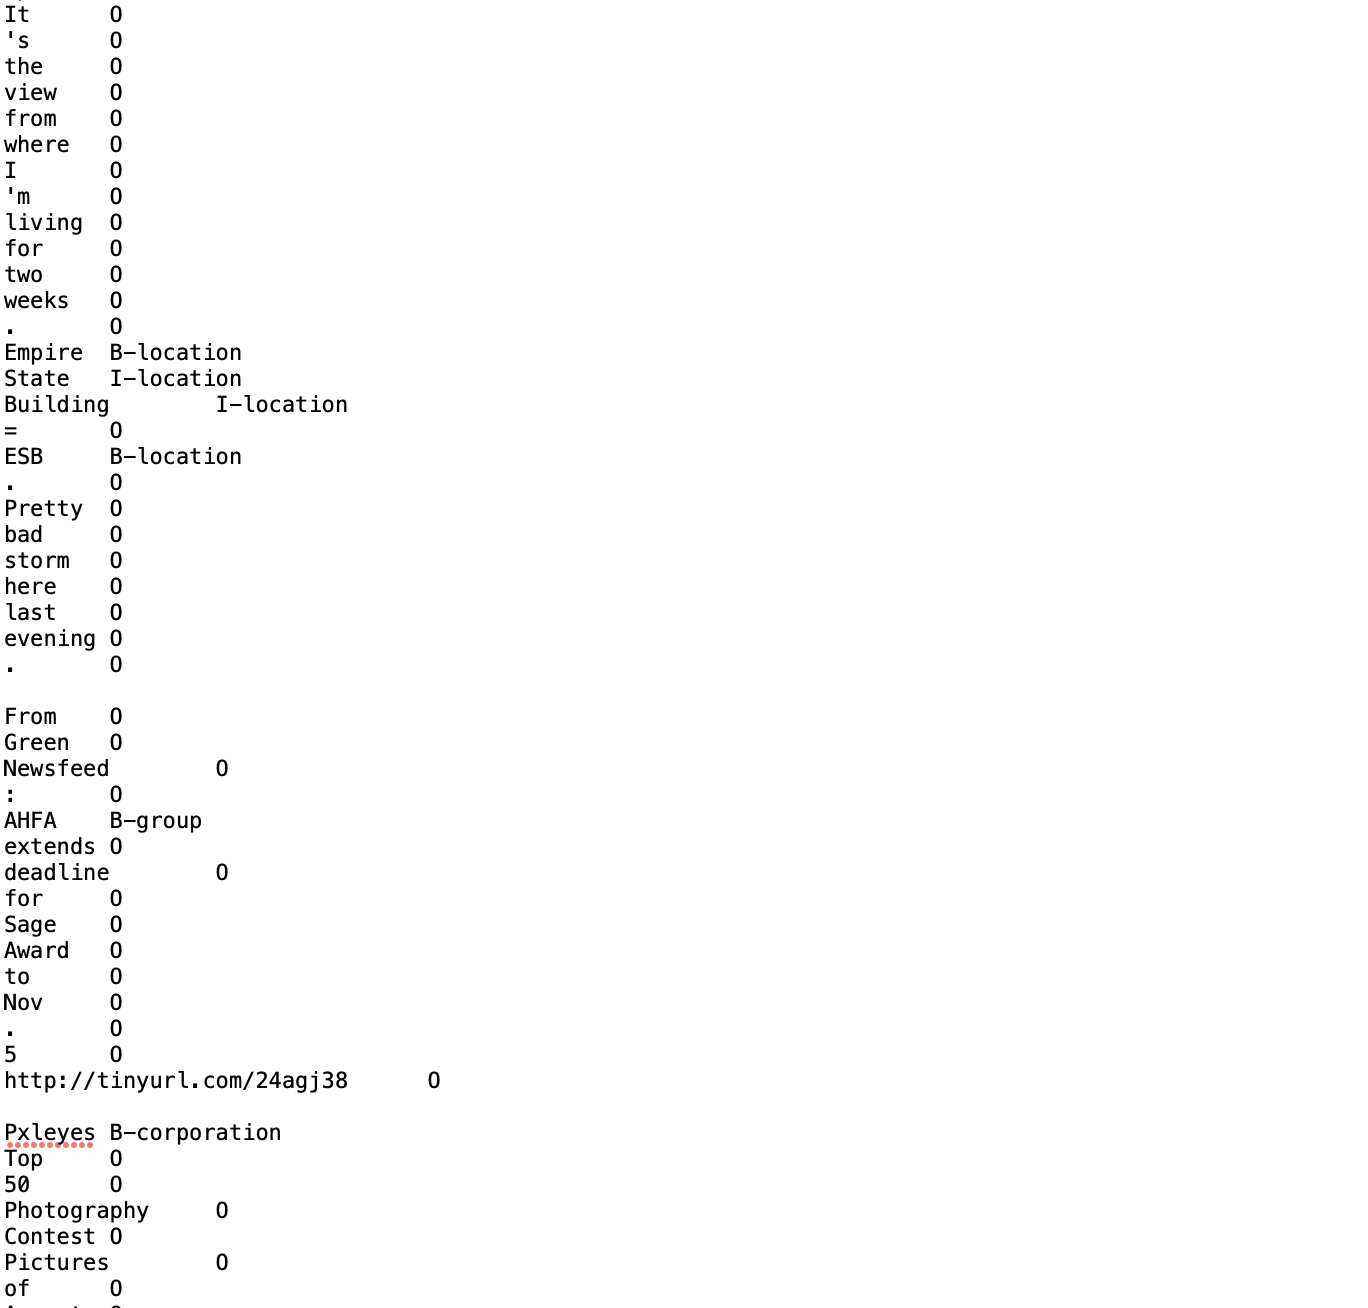 It	O
's	O
the	O
view	O
from	O
where	O
I	O
'm	O
living	O
for	O
two	O
weeks	O
.	O
Empire	B-location
State	I-location
Building	I-location
=	O
ESB	B-location
.	O
Pretty	O
bad	O
storm	O
here	O
last	O
evening	O
.	O

From	O
Green	O
Newsfeed	O
:	O
AHFA	B-group
extends	O
deadline	O
for	O
Sage	O
Award	O
to	O
Nov	O
.	O
5	O
http://tinyurl.com/24agj38	O

Pxleyes	B-corporation
Top	O
50	O
Photography	O
Contest	O
Pictures	O
of	O